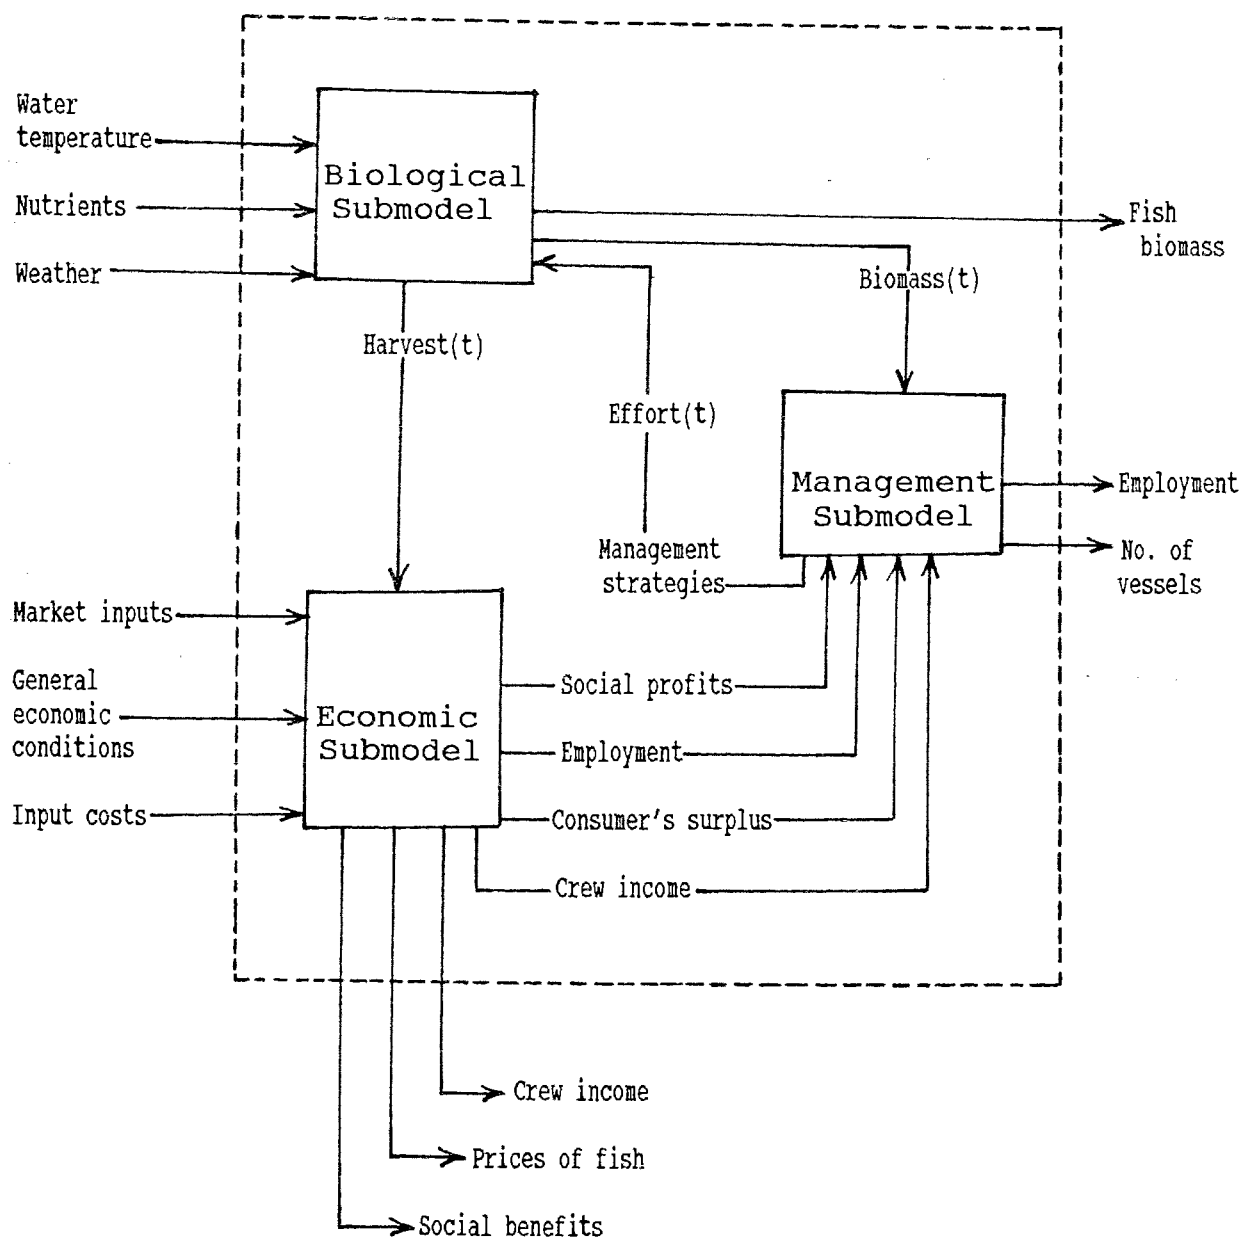 Water
temperature
Biological
Submodel
Nutrients
Fish
biomass
Weather
Biomass(t)
Harvest(t)
Effort(t)
Management
Submodel
Employment
Management
strategies
No. of
vessels
Market inputs
General
economic
conditions
Economic
Submodel
Social profits
Employment
Input costs
Consumer's surplus
Crew income
Crew income
Prices of fish
Social benefits